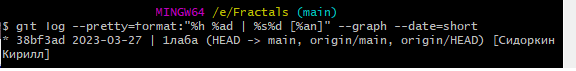 MINGW64 /e/Fractals (main)
$ git log --pretty=format:"%h %ad | %s%d [%an]" --graph --date=short
* 38bf3ad 2023-03-27 | 1лаба (HEAD -> main, origin/main, origin/HEAD) [Сидоркин
Кирилл]